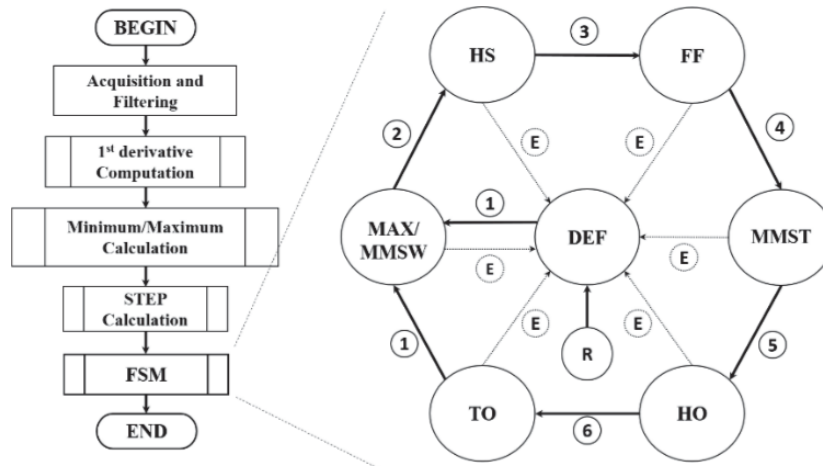 BEGIN
Acquisition and
Filtering
1st derivative
Computation
Minimum/Maximum
Calculation
STEP
Calculation
FSM
END
HS
3
FF
2
4
E
E
1
MAX/
MMSW
DEF
MMST
E
E
E
E
1
R
5
TO
6
HO